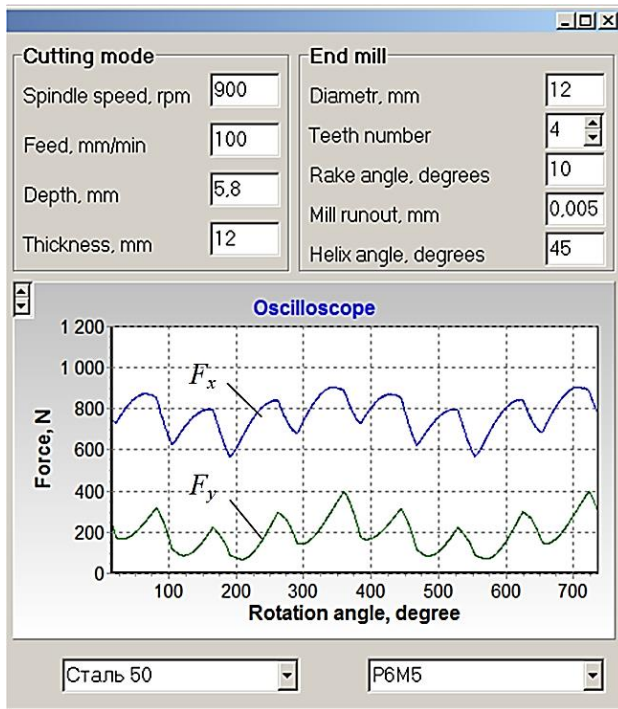 Cutting mode
Spindle speed, rpm 900
Feed, mm/min 100
Depth, mm 5,8
Thickness, mm 12
End mill
Diametr, mm 12
Teeth number 4
Rake angle, degrees 10
Mill runout, mm 0,005
Helix angle, degrees 45
Oscilloscope
1 200
1 000
800
600
400
200
0
Force, N
Fx
Fy
100 200 300 400 500 600 700
Rotation angle, degree
Сталь 50
Р6М5